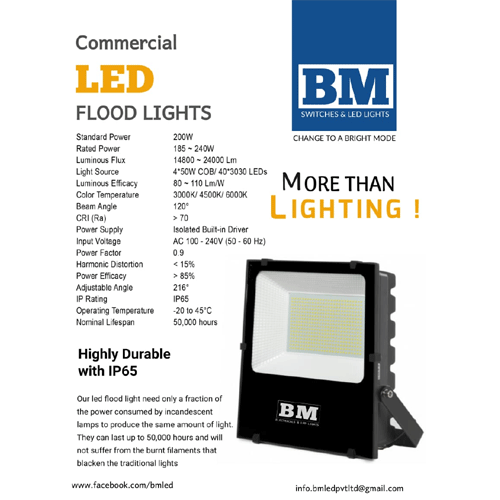 Commercial
LED
FLOOD LIGHTS
BM
SWITCHES & LED LIGHTS
CHANGE TO A BRIGHT MODE
Standard Power 200W
Rated Power 185 ~ 240W
Luminous Flux 14800 ~ 24000 Lm
Light Source 4*50W COB/ 40*3030 LEDs
Luminous Efficacy 80 ~ 110 Lm/W
Color Temperature 3000K/ 4500K/ 6000K
Beam Angle 120°
CRI (Ra) > 70
Power Supply Isolated Built-in Driver
Input Voltage AC 100 - 240V (50 - 60 Hz)
Power Factor 0.9
Harmonic Distortion < 15%
Power Efficacy > 85%
Adjustable Angle 216°
IP Rating IP65
Operating Temperature -20 to 45°C
Nominal Lifespan 50,000 hours
MORE THAN
LIGHTING !
Highly Durable
with IP65
Our led flood light need only a fraction of
the power consumed by incandescent
lamps to produce the same amount of light.
They can last up to 50,000 hours and will
not suffer from the burnt filaments that
blacken the traditional lights
BM
www.facebook.com/bmled
info.bmledpvtltd@gmail.com